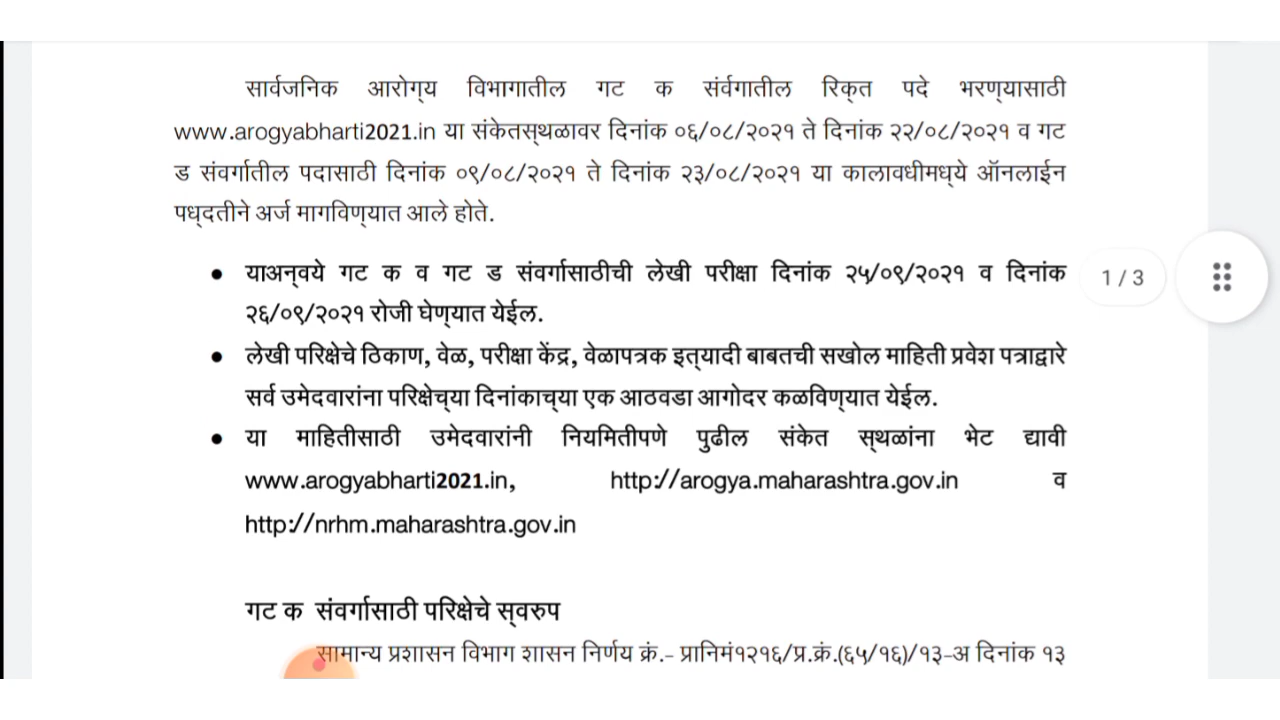 सार्वजनिक आरोग्‍य विभागातील गट क संर्वगातील रिक्‍त पदे भरण्‍यासाठी
www.arogyabharti2021.in या संकेतस्‍थळावर दिनांक ०६/०८/२०२१ ते दिनांक २२/०८/२०२१ व गट
ड संवर्गातील पदासाठी दिनांक ०९/०८/२०२१ ते दिनांक २३/०८/२०२१ या कालावधीमध्‍ये ऑनलाईन
पध्‍दतीने अर्ज मागविण्‍यात आले होते.
● याअन्‍वये गट क व गट ड संवर्गासाठीची लेखी परीक्षा दिनांक २५/०९/२०२१ व दिनांक
२६/०९/२०२१ रोजी घेण्‍यात येईल.
1 / 3
● लेखी परिक्षेचे ठिकाण, वेळ, परीक्षा केंद्र, वेळापत्रक इत्‍यादी बाबतची सखोल माहिती प्रवेश पत्राद्वारे
सर्व उमेदवारांना परिक्षेच्‍या दिनांकाच्‍या एक आठवडा आगोदर कळविण्‍यात येईल.
● या माहितीसाठी उमेदवारांनी नियमितीपणे पुढील संकेत स्‍थळांना भेट द्यावी
www.arogyabharti2021.in, http://arogya.maharashtra.gov.in व
http://nrhm.maharashtra.gov.in
गट क संवर्गासाठी परिक्षेचे स्‍वरुप
सामान्य प्रशासन विभाग शासन निर्णय क्रं.- प्रानिमं१२१६/प्र.क्रं.(६५/१६)/१३-अ दिनांक १३